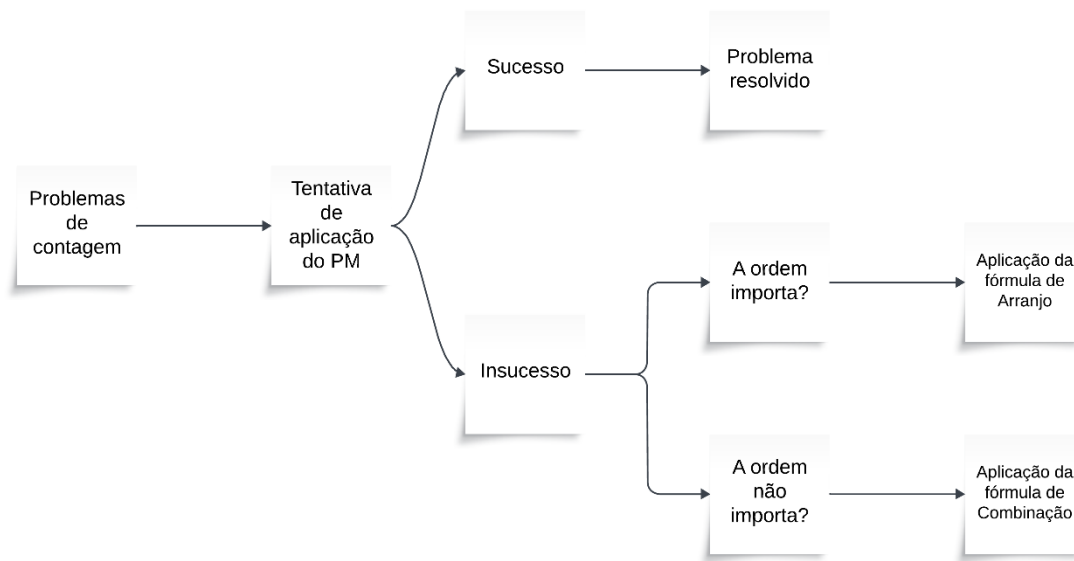 Problemas
de
contagem
Tentativa
de
aplicação
do PM
Sucesso
Problema
resolvido
Insucesso
A ordem
importa?
Aplicação da
fórmula de
Arranjo
A ordem
não
importa?
Aplicação da
fórmula de
Combinação